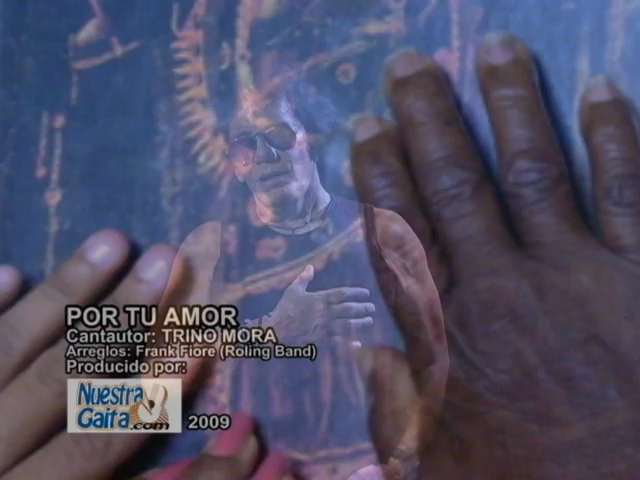 POR TU AMOR
Cantautor: TRINO MORA
Arreglos: Frank Fiore (Roling Band)
Producido por:
Nuestra
Gaita.com
2009